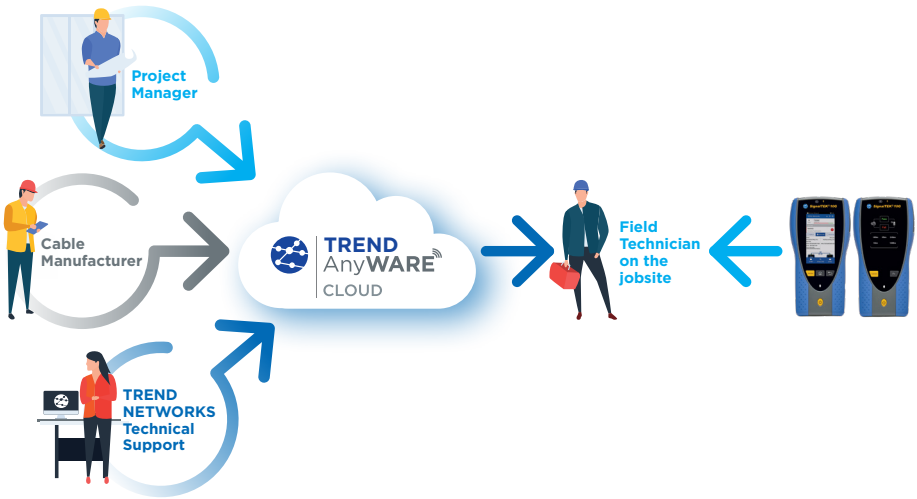 Project
Manager
Cable
Manufacturer
TREND
NETWORKS
Technical
Support
TREND
AnyWARE
CLOUD
Field
Technician
on the
jobsite